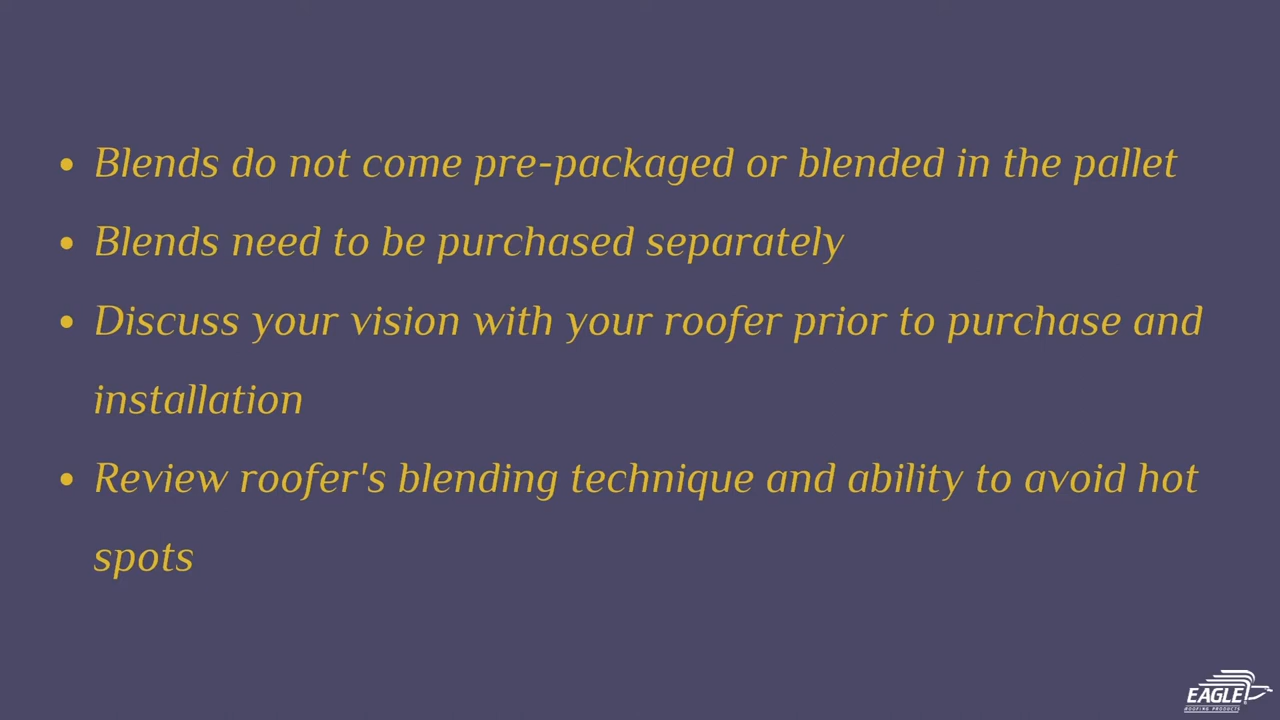 • Blends do not come pre-packaged or blended in the pallet
• Blends need to be purchased separately
• Discuss your vision with your roofer prior to purchase and
installation
• Review roofer's blending technique and ability to avoid hot
spots
EAGLE
ROOFING PRODUCTS